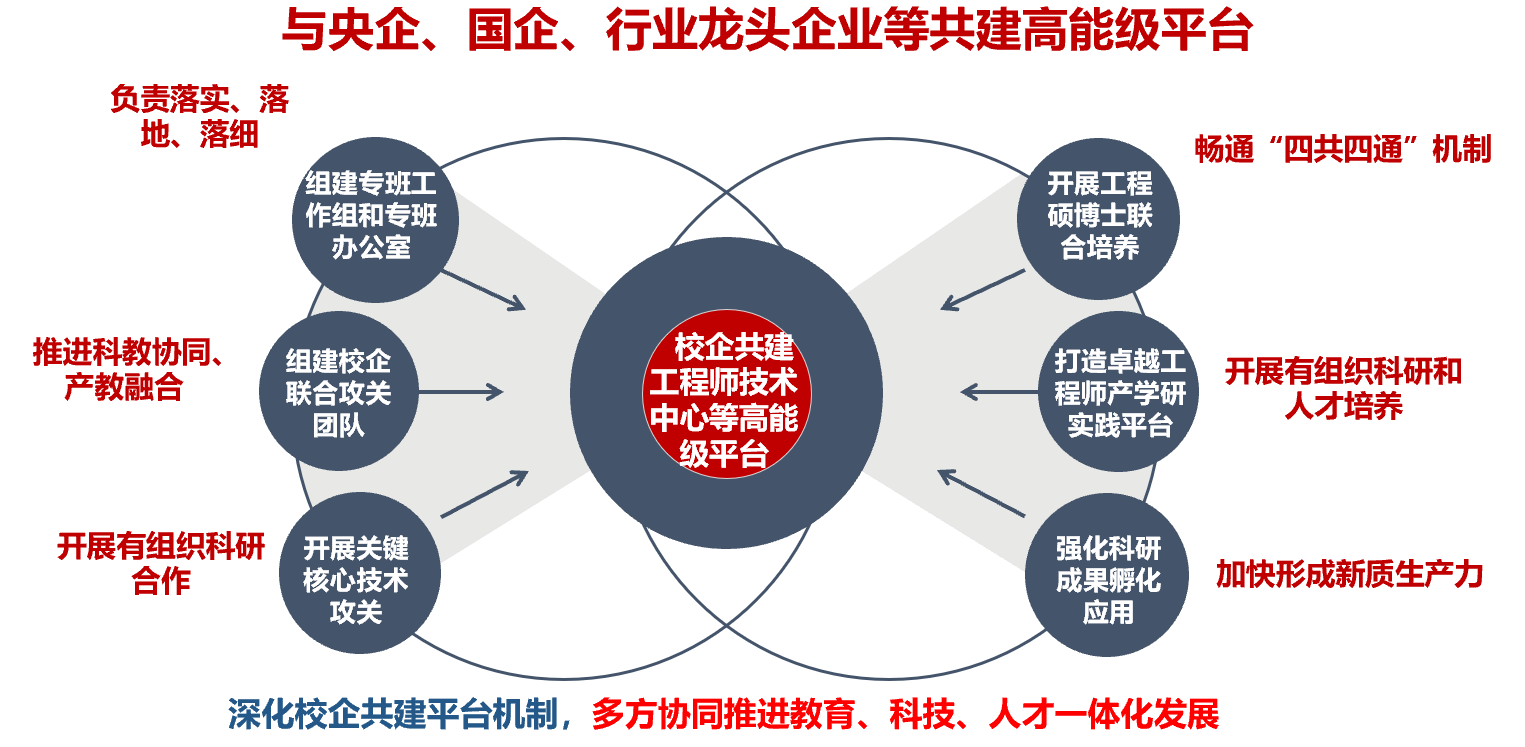 与央企、国企、行业龙头企业等共建高能级平台
负责落实、落
地、落细
组建专班工
作组和专班
办公室
推进科教协同、
产教融合
组建校企
联合攻关
团队
开展有组织科研
合作
开展关键
核心技术
攻关
校企共建
工程师技术
中心等高能
级平台
开展工程
硕博士联
合培养
畅通“四共四通”机制
打造卓越工
程师产学研
实践平台
开展有组织科研和
人才培养
强化科研
成果孵化
应用
加快形成新质生产力
深化校企共建平台机制，多方协同推进教育、科技、人才一体化发展